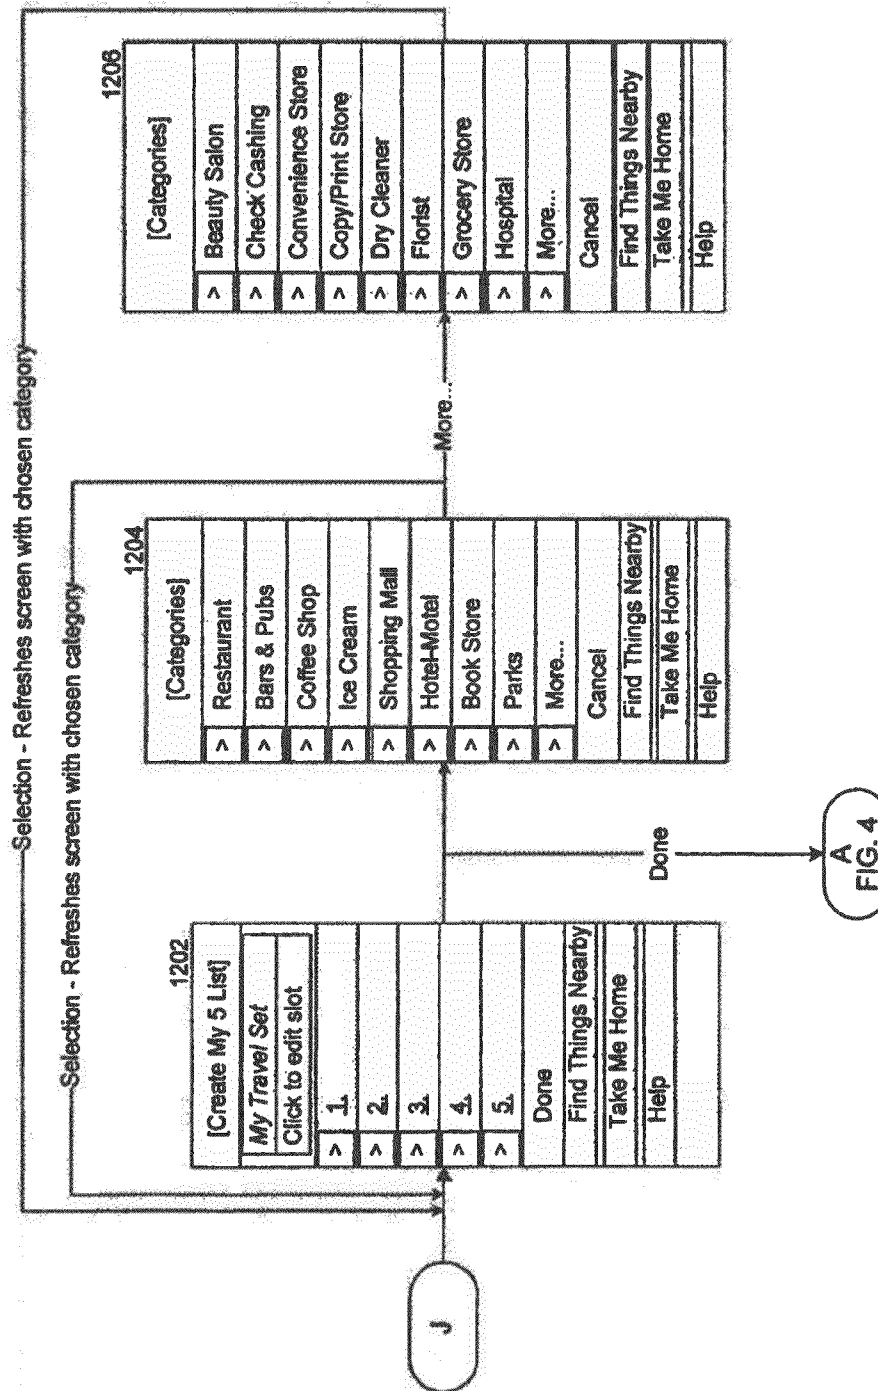 Selection - Refreshes screen with chosen category
Selection - Refreshes screen with chosen category
J
1202
[Create My 5 List]
My Travel Set
Click to edit slot
> 1.
> 2.
> 3.
> 4.
> 5.
Done
Find Things Nearby
Take Me Home
Help
Done
A
FIG. 4
1204
[Categories]
> Restaurant
> Bars & Pubs
> Coffee Shop
> Ice Cream
> Shopping Mall
> Hotel-Motel
> Book Store
> Parks
> More...
Cancel
Find Things Nearby
Take Me Home
Help
More...
1206
[Categories]
> Beauty Salon
> Check Cashing
> Convenience Store
> Copy/Print Store
> Dry Cleaner
> Florist
> Grocery Store
> Hospital
> More...
Cancel
Find Things Nearby
Take Me Home
Help